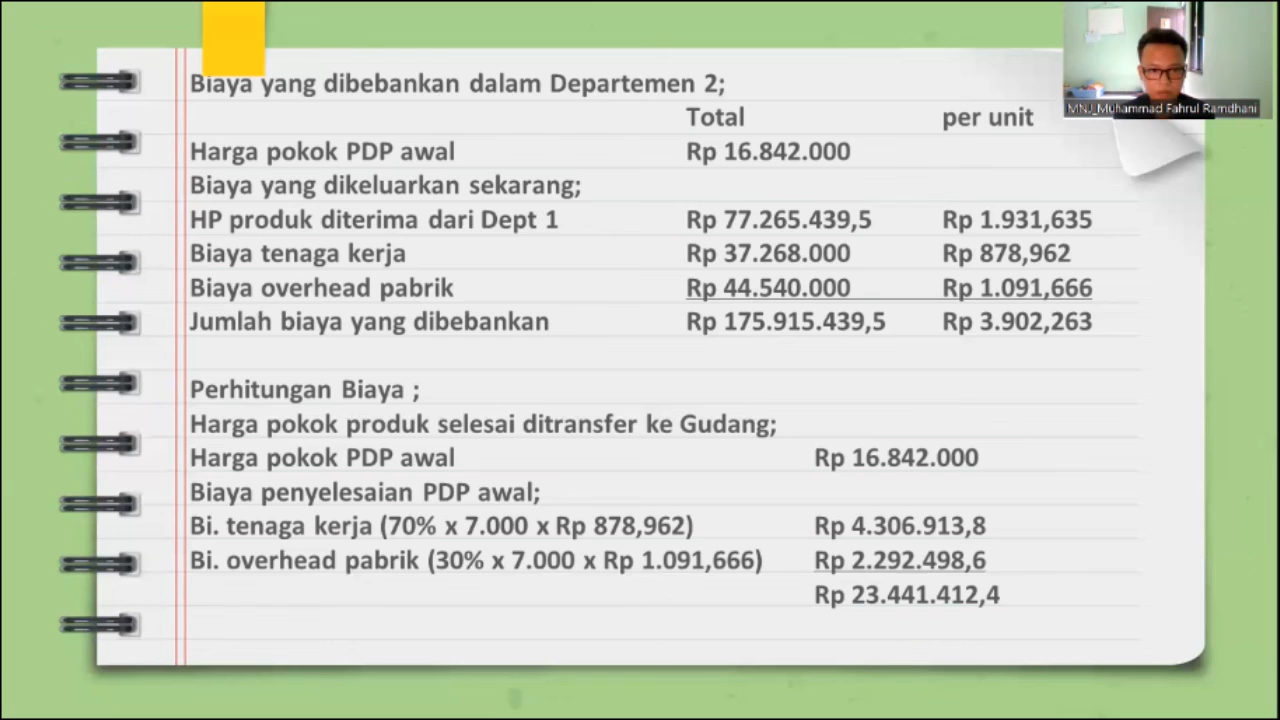 MNJ_Muhammad Fahrul Ramdhani
Biaya yang dibebankan dalam Departemen 2;
Total per unit
Harga pokok PDP awal Rp 16.842.000
Biaya yang dikeluarkan sekarang;
HP produk diterima dari Dept 1 Rp 77.265.439,5 Rp 1.931,635
Biaya tenaga kerja Rp 37.268.000 Rp 878,962
Biaya overhead pabrik Rp 44.540.000 Rp 1.091,666
Jumlah biaya yang dibebankan Rp 175.915.439,5 Rp 3.902,263
Perhitungan Biaya ;
Harga pokok produk selesai ditransfer ke Gudang;
Harga pokok PDP awal Rp 16.842.000
Biaya penyelesaian PDP awal;
Bi. tenaga kerja (70% x 7.000 x Rp 878,962) Rp 4.306.913,8
Bi. overhead pabrik (30% x 7.000 x Rp 1.091,666) Rp 2.292.498,6
Rp 23.441.412,4